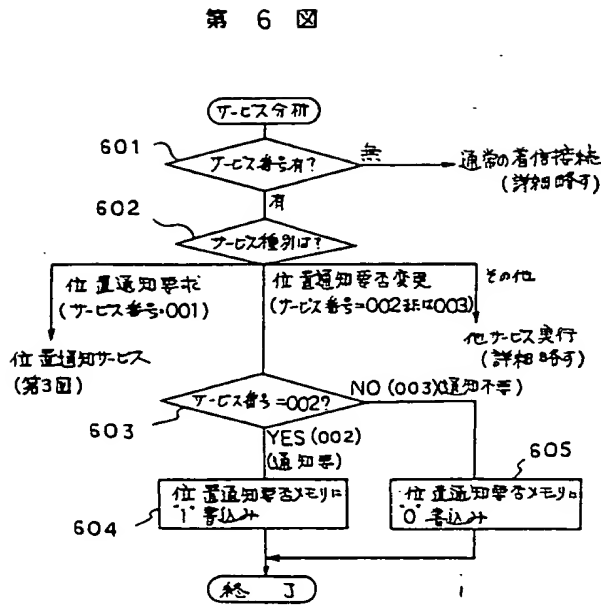 第 6 図
サービス分析
601
サービス番号有?
無
通常の着信接続
(詳細略す)
有
602
サービス種別は?
位置通知要求
(サービス番号=001)
位置通知要否変更
(サービス番号=002または003)
その他
位置通知サービス
(第3図)
他サービス実行
(詳細略す)
サービス番号=002?
NO(003)(通知不要)
603
YES(002)
(通知要)
605
位置通知要否メモリに
"1"書込み
位置通知要否メモリに
"0"書込み
604
終 了